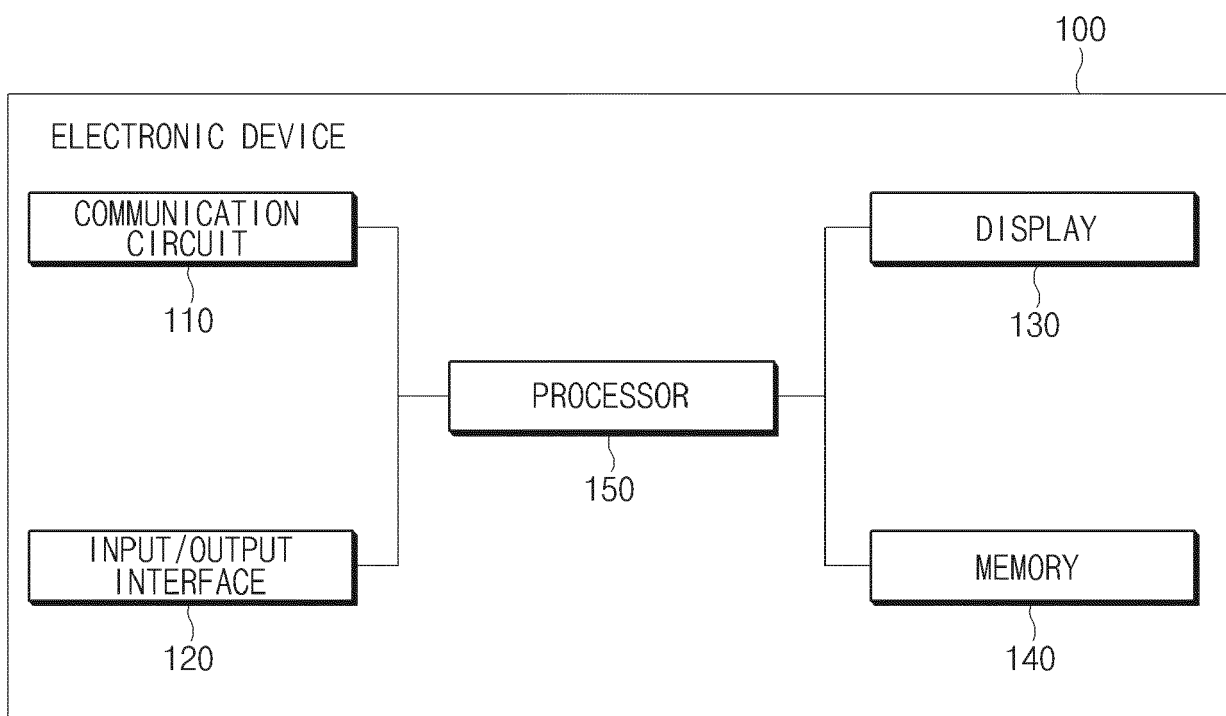 100
ELECTRONIC DEVICE
COMMUNICATION
CIRCUIT
110
DISPLAY
130
PROCESSOR
150
INPUT/OUTPUT
INTERFACE
120
MEMORY
140